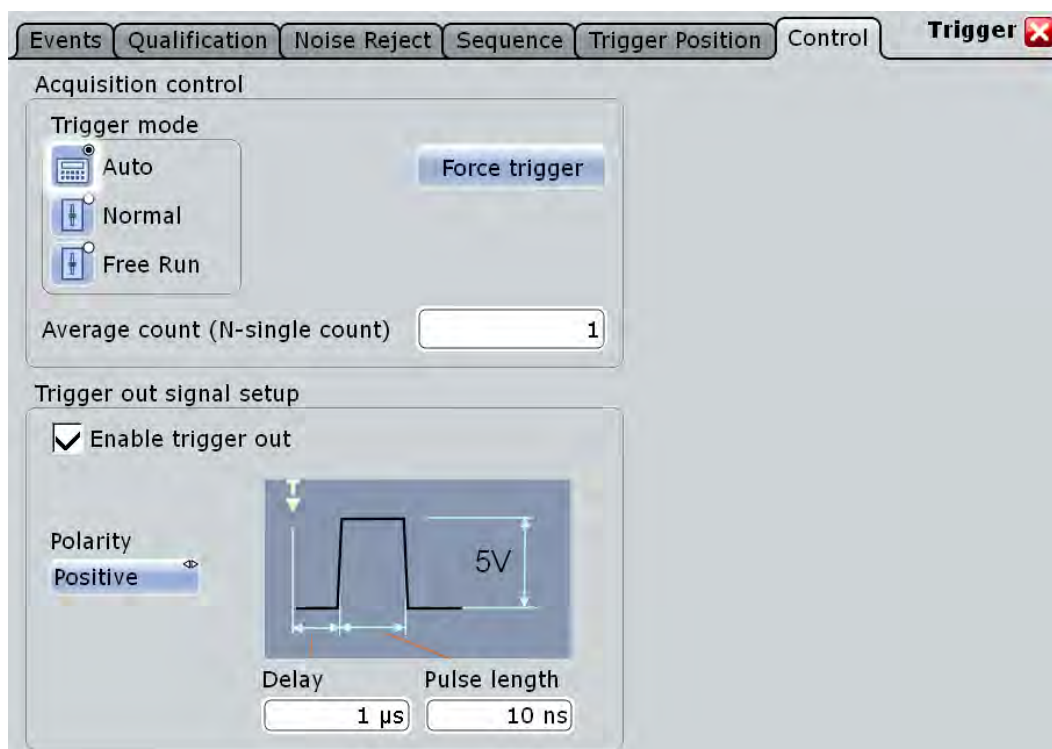 Events Qualification Noise Reject Sequence Trigger Position Control Trigger
Acquisition control
Trigger mode
Auto
Force trigger
Normal
Free Run
Average count (N-single count) 1
Trigger out signal setup
Enable trigger out
T
5V
Polarity
Positive
Delay Pulse length
1 µs 10 ns